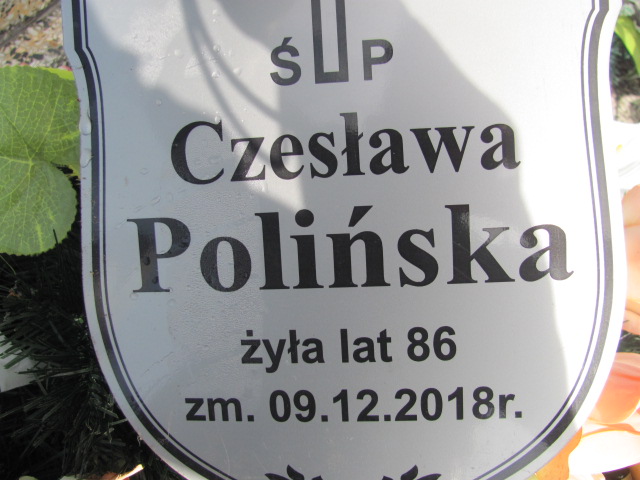 Ś P
Czesława
Polińska
żyła lat 86
zm. 09.12.2018r.